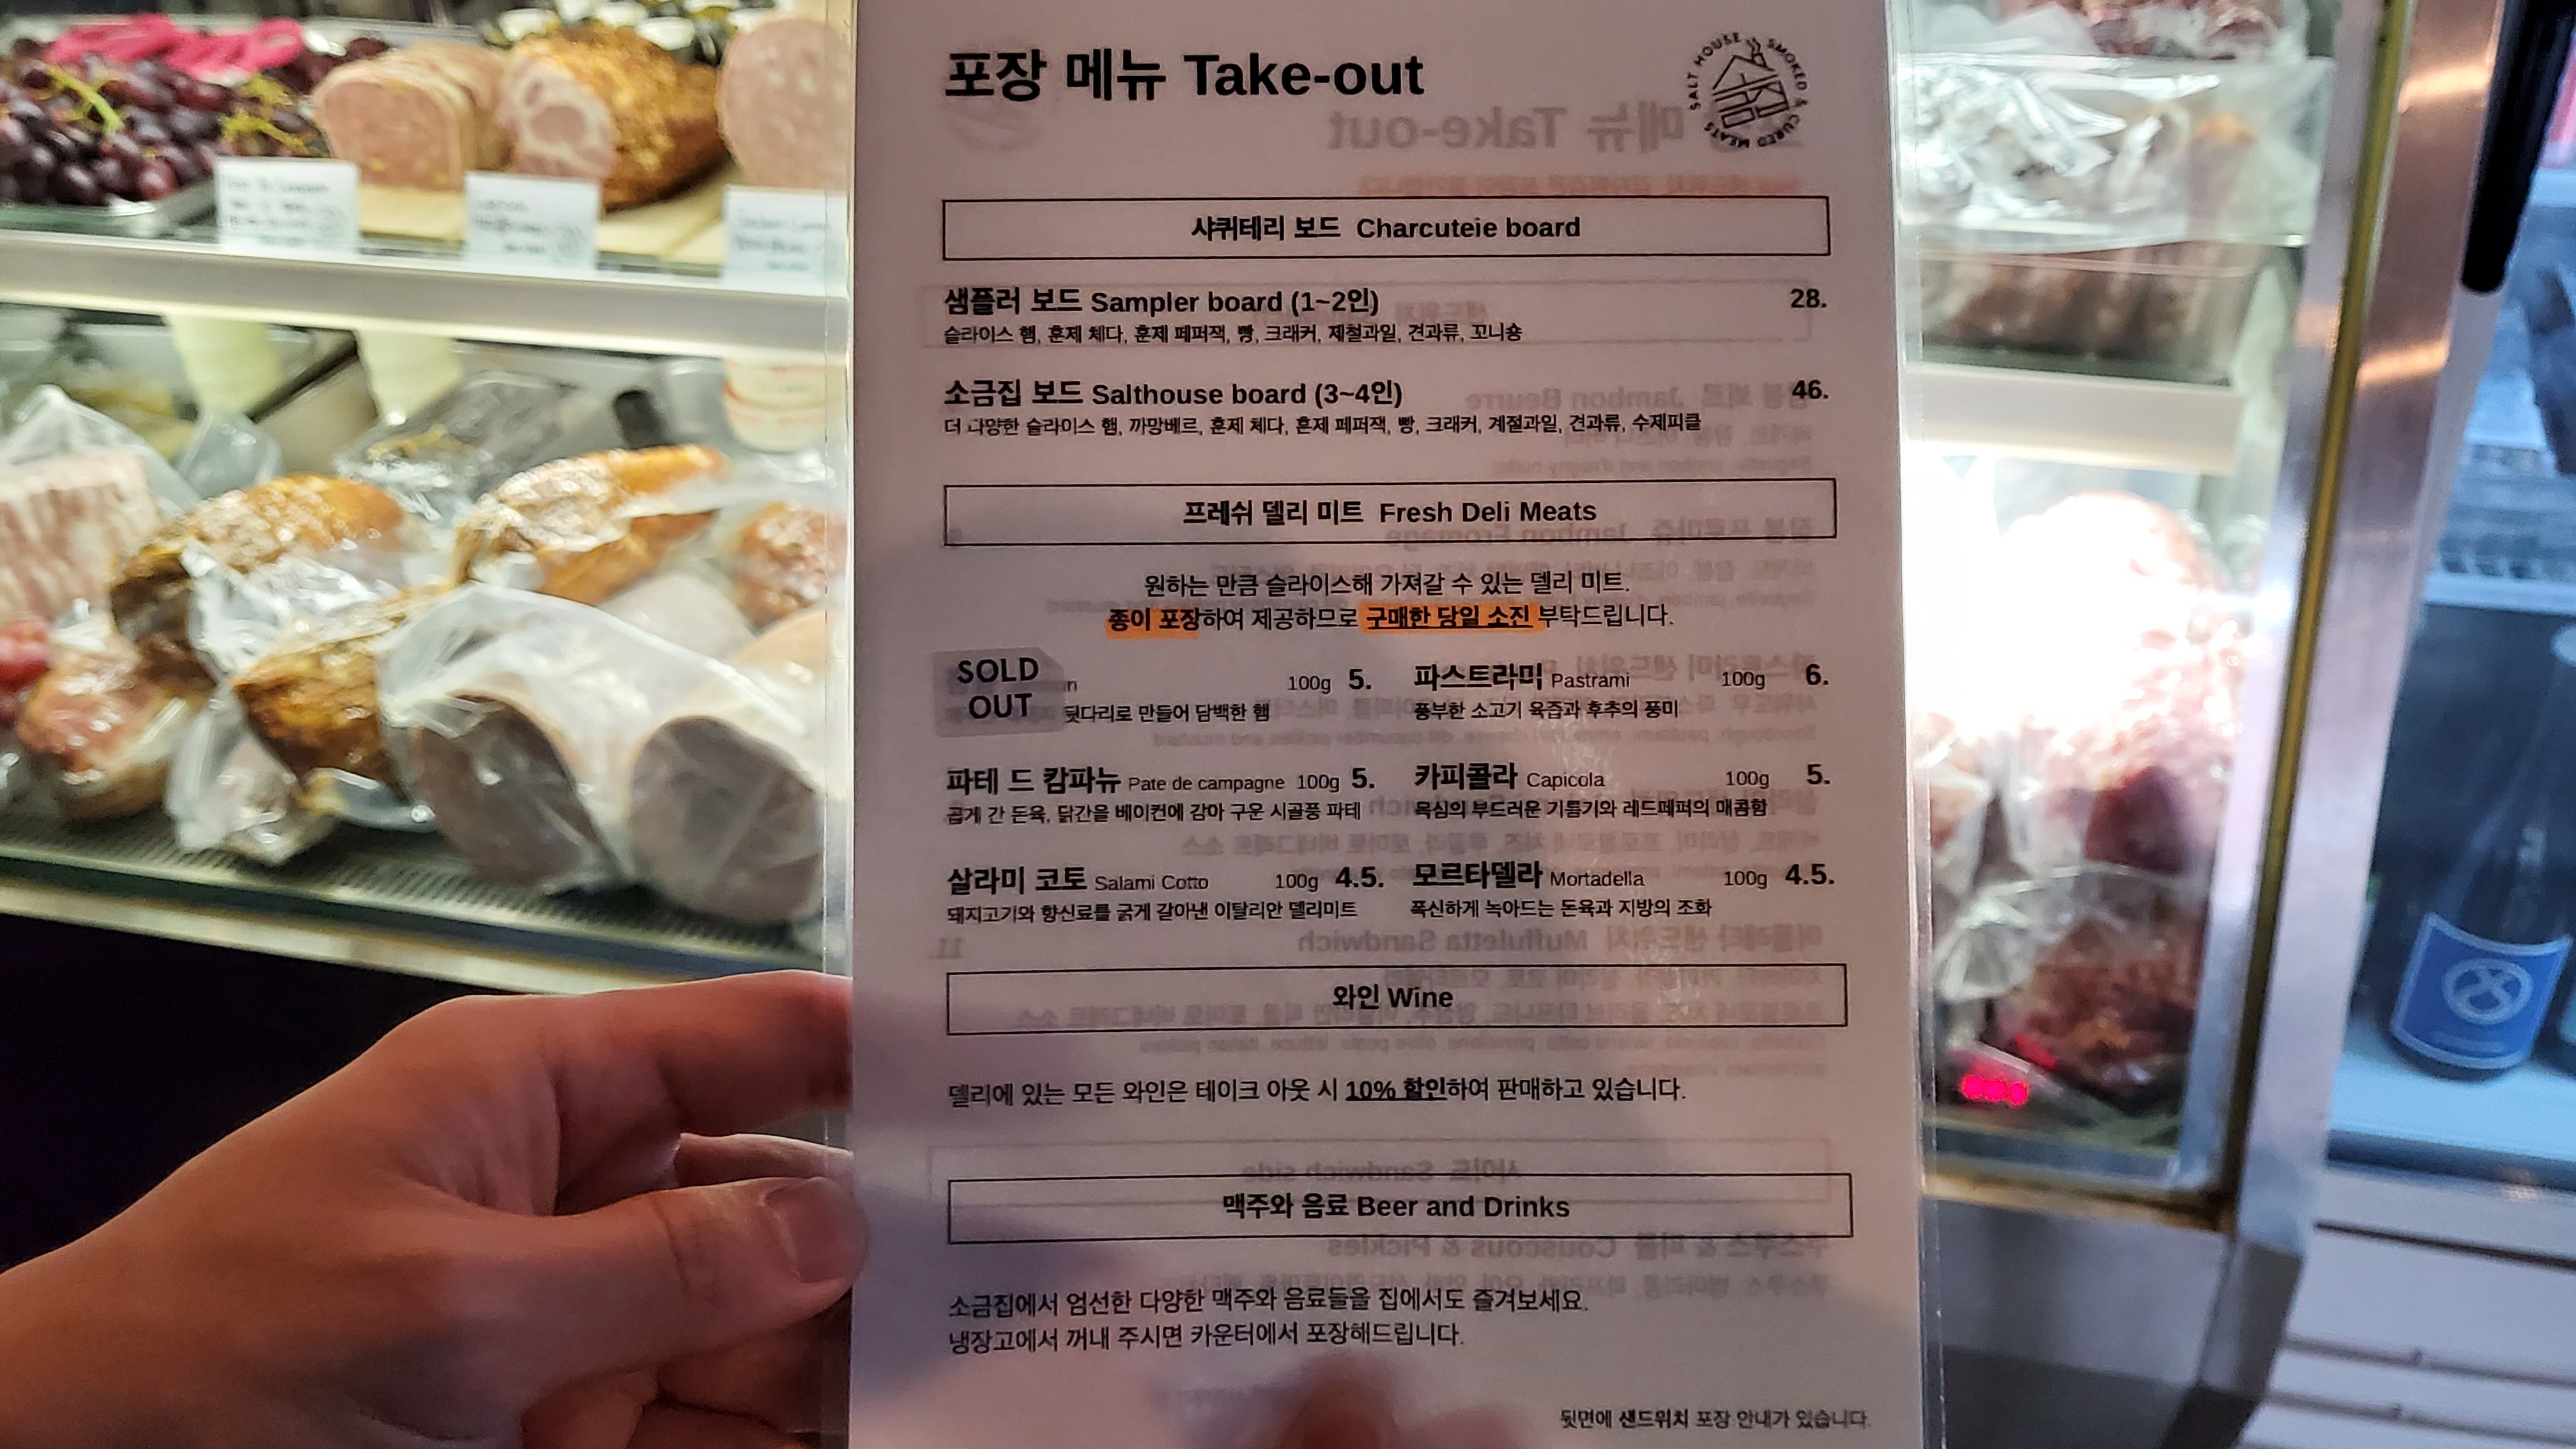 포장 메뉴 Take-out
SALT HOUSE SMOKED & CURED MEATS
샤퀴테리 보드 Charcuteie board
샘플러 보드 Sampler board (1~2인) 28.
슬라이스 햄, 훈제 체다, 훈제 페퍼잭, 빵, 크래커, 제철과일, 견과류, 꼬니숑
소금집 보드 Salthouse board (3~4인) 46.
더 다양한 슬라이스 햄, 까망베르, 훈제 체다, 훈제 페퍼잭, 빵, 크래커, 계절과일, 견과류, 수제피클
프레쉬 델리 미트 Fresh Deli Meats
원하는 만큼 슬라이스해 가져갈 수 있는 델리 미트.
종이 포장하여 제공하므로 구매한 당일 소진 부탁드립니다.
SOLD OUT 100g 5.
뒷다리로 만들어 담백한 햄
파스트라미 Pastrami 100g 6.
풍부한 소고기 육즙과 후추의 풍미
파테 드 캄파뉴 Pate de campagne 100g 5.
곱게 간 돈육, 닭간을 베이컨에 감아 구운 시골풍 파테
카피콜라 Capicola 100g 5.
목심의 부드러운 기름기와 레드페퍼의 매콤함
살라미 코토 Salami Cotto 100g 4.5.
돼지고기와 향신료를 굵게 갈아낸 이탈리안 델리미트
모르타델라 Mortadella 100g 4.5.
폭신하게 녹아드는 돈육과 지방의 조화
와인 Wine
델리에 있는 모든 와인은 테이크 아웃 시 10% 할인하여 판매하고 있습니다.
맥주와 음료 Beer and Drinks
소금집에서 엄선한 다양한 맥주와 음료들을 집에서도 즐겨보세요.
냉장고에서 꺼내 주시면 카운터에서 포장해드립니다.
뒷면에 샌드위치 포장 안내가 있습니다.